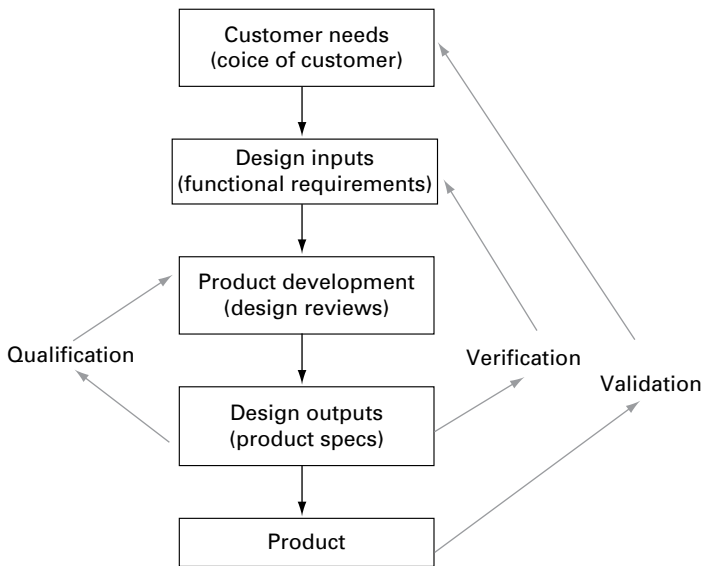 Customer needs
(coice of customer)
Design inputs
(functional requirements)
Product development
(design reviews)
Qualification
Verification
Validation
Design outputs
(product specs)
Product